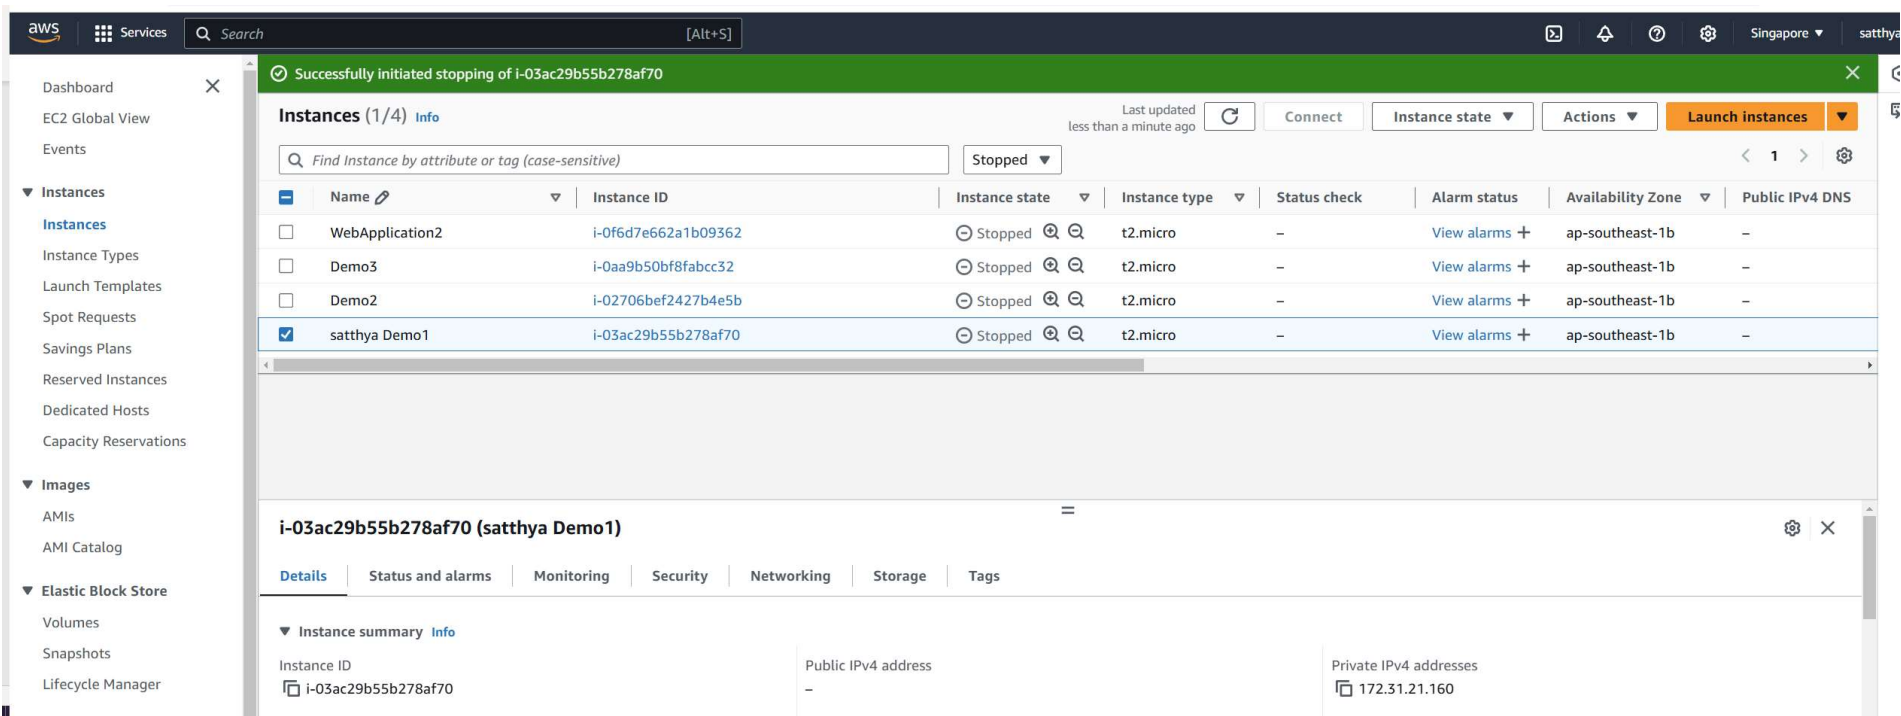 aws Services Search [Alt+S] Singapore satthya
Dashboard
EC2 Global View
Events
Instances
Instances
Instance Types
Launch Templates
Spot Requests
Savings Plans
Reserved Instances
Dedicated Hosts
Capacity Reservations
Images
AMIs
AMI Catalog
Elastic Block Store
Volumes
Snapshots
Lifecycle Manager
Successfully initiated stopping of i-03ac29b55b278af70
Instances (1/4) Info
Last updated
less than a minute ago
Connect Instance state Actions Launch instances
Find Instance by attribute or tag (case-sensitive) Stopped 1
Name Instance ID Instance state Instance type Status check Alarm status Availability Zone Public IPv4 DNS
WebApplication2 i-0f6d7e662a1b09362 Stopped t2.micro – View alarms + ap-southeast-1b –
Demo3 i-0aa9b50bf8fabcc32 Stopped t2.micro – View alarms + ap-southeast-1b –
Demo2 i-02706bef2427b4e5b Stopped t2.micro – View alarms + ap-southeast-1b –
satthya Demo1 i-03ac29b55b278af70 Stopped t2.micro – View alarms + ap-southeast-1b –
i-03ac29b55b278af70 (satthya Demo1)
Details Status and alarms Monitoring Security Networking Storage Tags
Instance summary Info
Instance ID Public IPv4 address Private IPv4 addresses
i-03ac29b55b278af70 – 172.31.21.160